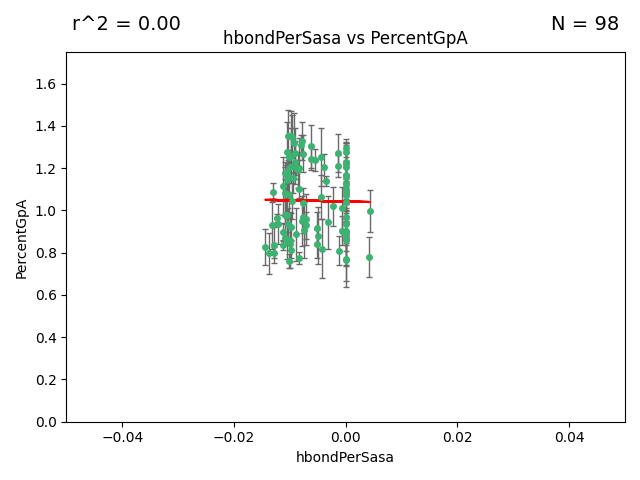 r^2 = 0.00
N = 98
hbondPerSasa vs PercentGpA
PercentGpA
1.6
1.4
1.2
1.0
0.8
0.6
0.4
0.2
0.0
−0.04
−0.02
0.00
0.02
0.04
hbondPerSasa